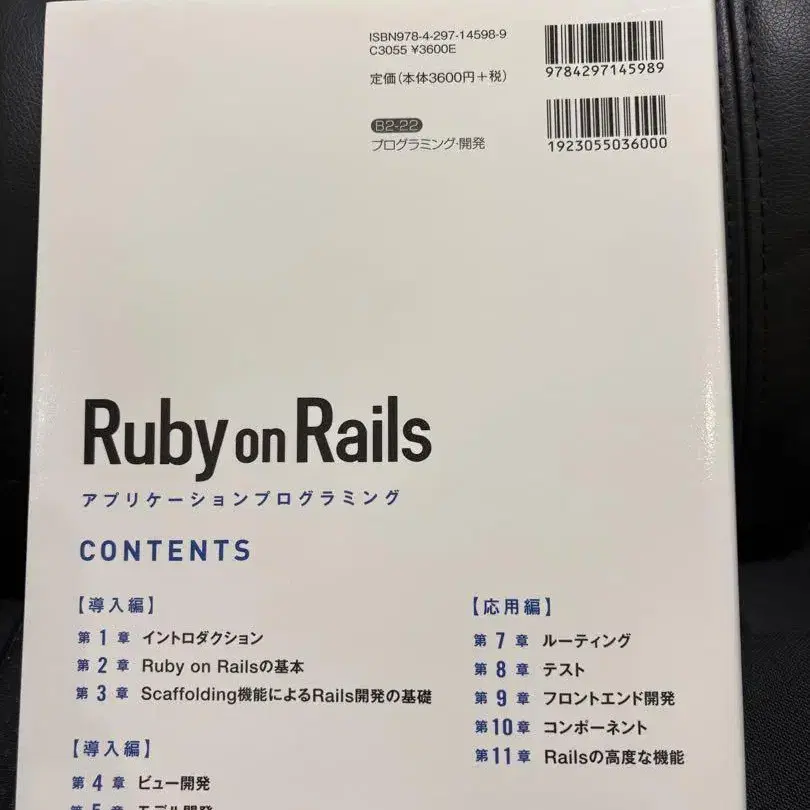 ISBN978-4-297-14598-9
C3055 ¥3600E
定価(本体3600円+税)
9784297145989
B2-22
プログラミング・開発
1923055036000
Ruby on Rails
アプリケーションプログラミング
CONTENTS
【導入編】
第1章 イントロダクション
第2章 Ruby on Railsの基本
第3章 Scaffolding機能によるRails開発の基礎
【導入編】
第4章 ビュー開発
第5章 モデル開発
【応用編】
第7章 ルーティング
第8章 テスト
第9章 フロントエンド開発
第10章 コンポーネント
第11章 Railsの高度な機能